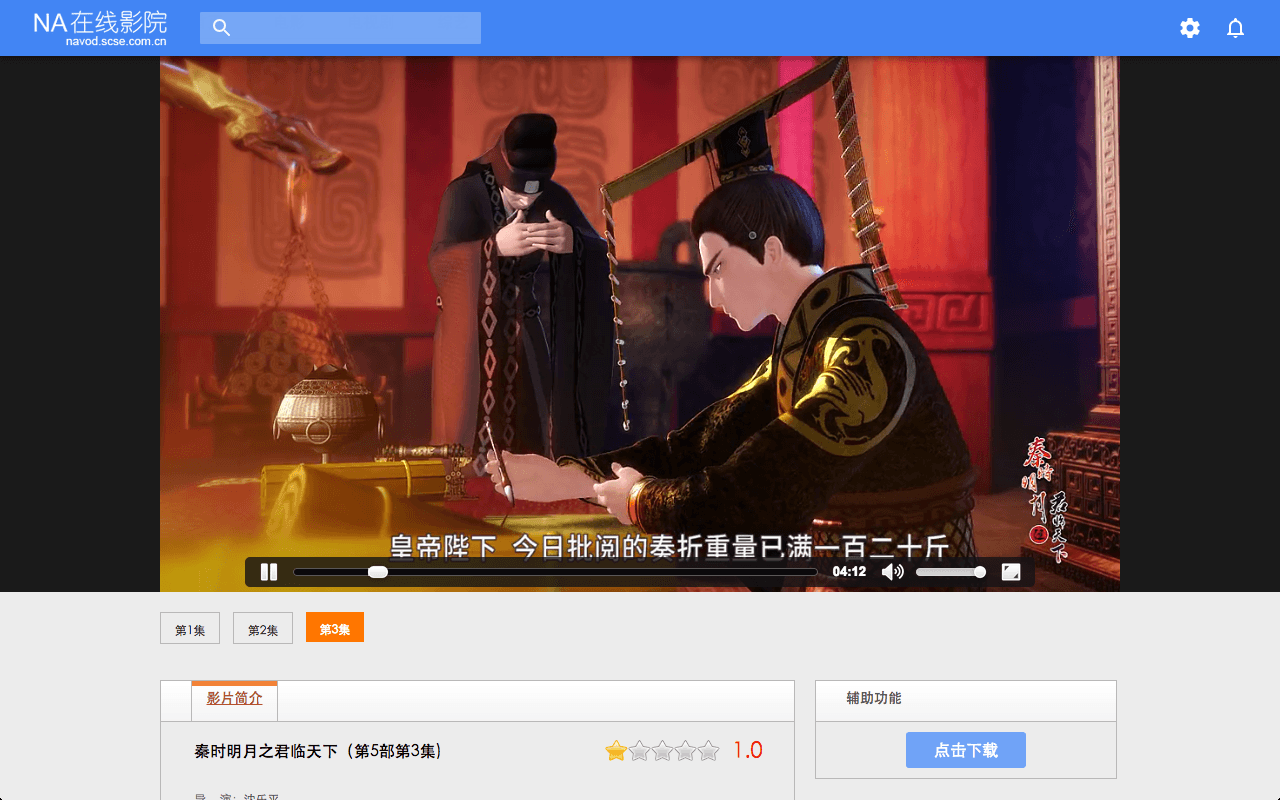 NA在线影院
navod.scse.com.cn
皇帝陛下 今日批阅的奏折重量已满一百二十斤
秦时明月
君临天下
04:12
第1集
第2集
第3集
影片简介
辅助功能
秦时明月之君临天下（第5部第3集）
1.0
点击下载
导 演：沈乐平